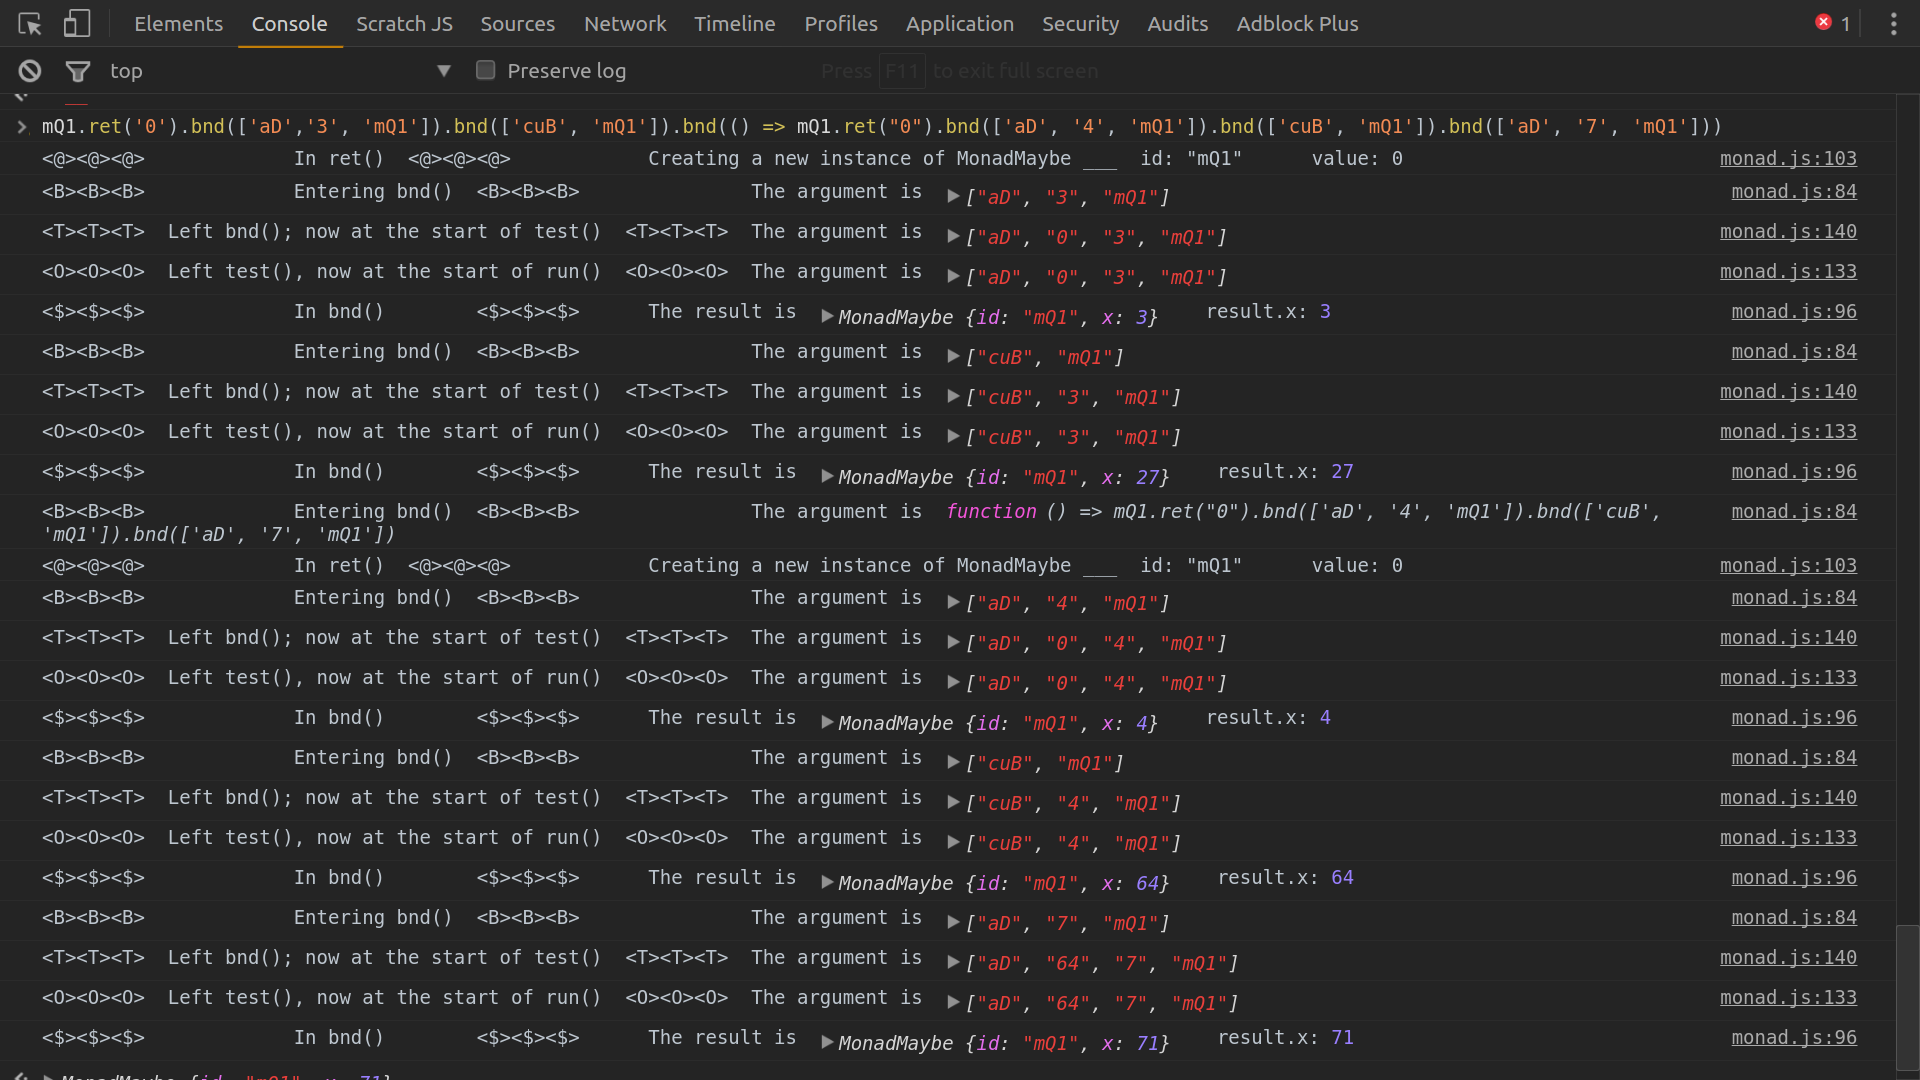 Elements Console Scratch JS Sources Network Timeline Profiles Application Security Audits Adblock Plus 1
top Preserve log Press F11 to exit full screen
mQ1.ret('0').bnd(['aD','3', 'mQ1']).bnd(['cuB', 'mQ1']).bnd(() => mQ1.ret("0").bnd(['aD', '4', 'mQ1']).bnd(['cuB', 'mQ1']).bnd(['aD', '7', 'mQ1']))
<@><@><@> In ret() <@><@><@> Creating a new instance of MonadMaybe ___ id: "mQ1" value: 0 monad.js:103
<B><B><B> Entering bnd() <B><B><B> The argument is ["aD", "3", "mQ1"] monad.js:84
<T><T><T> Left bnd(); now at the start of test() <T><T><T> The argument is ["aD", "0", "3", "mQ1"] monad.js:140
<O><O><O> Left test(), now at the start of run() <O><O><O> The argument is ["aD", "0", "3", "mQ1"] monad.js:133
<$><$><$> In bnd() <$><$><$> The result is MonadMaybe {id: "mQ1", x: 3} result.x: 3 monad.js:96
<B><B><B> Entering bnd() <B><B><B> The argument is ["cuB", "mQ1"] monad.js:84
<T><T><T> Left bnd(); now at the start of test() <T><T><T> The argument is ["cuB", "3", "mQ1"] monad.js:140
<O><O><O> Left test(), now at the start of run() <O><O><O> The argument is ["cuB", "3", "mQ1"] monad.js:133
<$><$><$> In bnd() <$><$><$> The result is MonadMaybe {id: "mQ1", x: 27} result.x: 27 monad.js:96
<B><B><B> Entering bnd() <B><B><B> The argument is function () => mQ1.ret("0").bnd(['aD', '4', 'mQ1']).bnd(['cuB', monad.js:84
'mQ1']).bnd(['aD', '7', 'mQ1'])
<@><@><@> In ret() <@><@><@> Creating a new instance of MonadMaybe ___ id: "mQ1" value: 0 monad.js:103
<B><B><B> Entering bnd() <B><B><B> The argument is ["aD", "4", "mQ1"] monad.js:84
<T><T><T> Left bnd(); now at the start of test() <T><T><T> The argument is ["aD", "0", "4", "mQ1"] monad.js:140
<O><O><O> Left test(), now at the start of run() <O><O><O> The argument is ["aD", "0", "4", "mQ1"] monad.js:133
<$><$><$> In bnd() <$><$><$> The result is MonadMaybe {id: "mQ1", x: 4} result.x: 4 monad.js:96
<B><B><B> Entering bnd() <B><B><B> The argument is ["cuB", "mQ1"] monad.js:84
<T><T><T> Left bnd(); now at the start of test() <T><T><T> The argument is ["cuB", "4", "mQ1"] monad.js:140
<O><O><O> Left test(), now at the start of run() <O><O><O> The argument is ["cuB", "4", "mQ1"] monad.js:133
<$><$><$> In bnd() <$><$><$> The result is MonadMaybe {id: "mQ1", x: 64} result.x: 64 monad.js:96
<B><B><B> Entering bnd() <B><B><B> The argument is ["aD", "7", "mQ1"] monad.js:84
<T><T><T> Left bnd(); now at the start of test() <T><T><T> The argument is ["aD", "64", "7", "mQ1"] monad.js:140
<O><O><O> Left test(), now at the start of run() <O><O><O> The argument is ["aD", "64", "7", "mQ1"] monad.js:133
<$><$><$> In bnd() <$><$><$> The result is MonadMaybe {id: "mQ1", x: 71} result.x: 71 monad.js:96
MonadMaybe {id: "mQ1", x: 71}